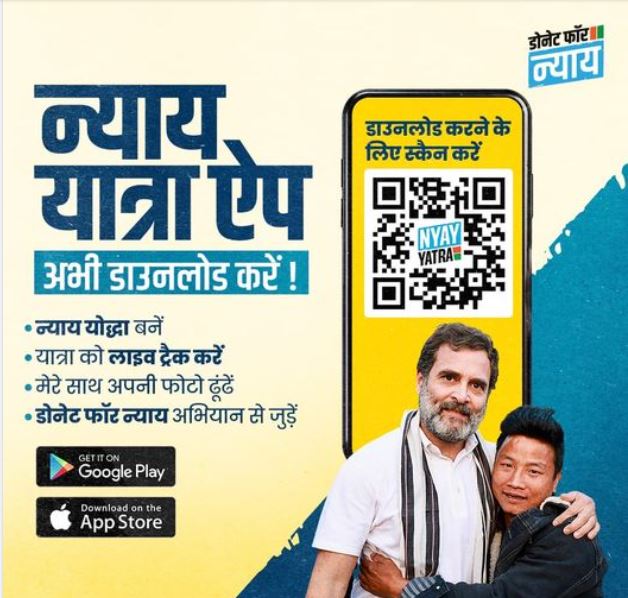 डोनेट फॉर
न्याय
न्याय
यात्रा ऐप
अभी डाउनलोड करें !
• न्याय योद्धा बनें
• यात्रा को लाइव ट्रैक करें
• मेरे साथ अपनी फोटो ढूंढें
• डोनेट फॉर न्याय अभियान से जुड़ें
GET IT ON
Google Play
Download on the
App Store
डाउनलोड करने के
लिए स्कैन करें
NYAY
YATRA